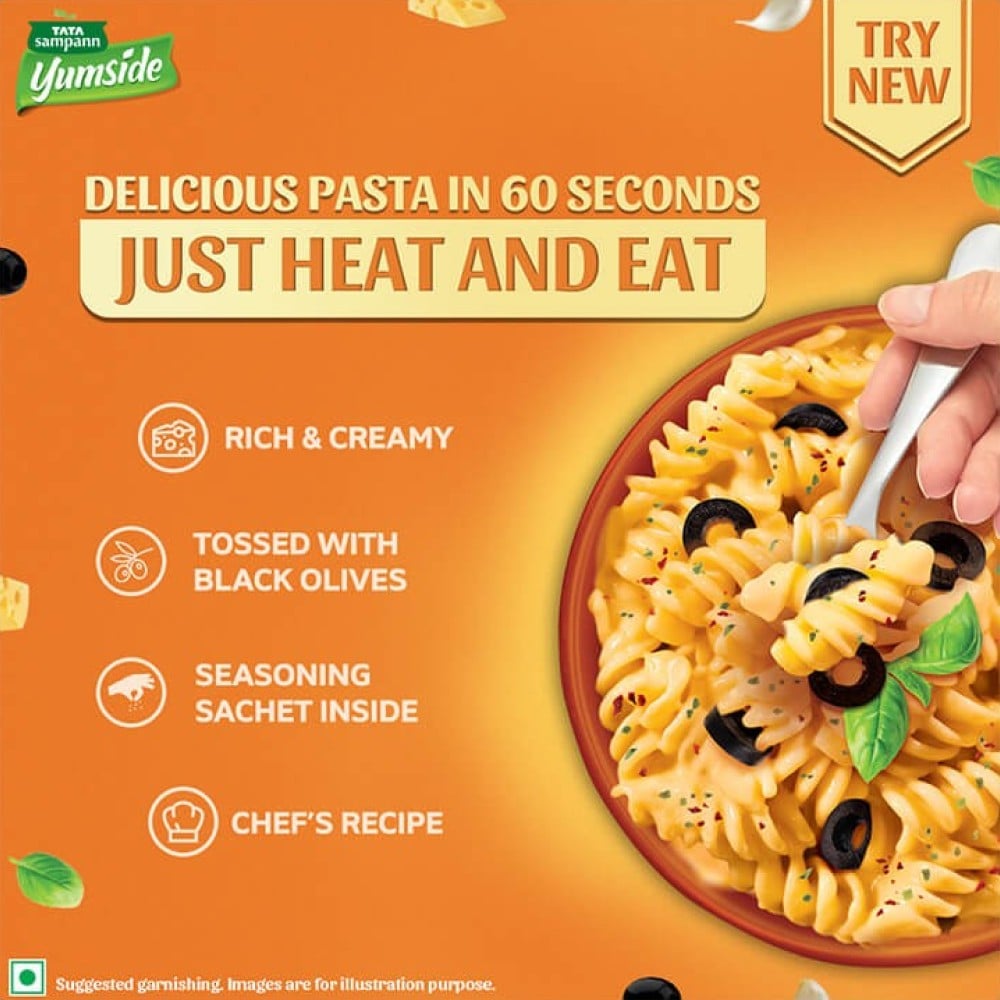 TATA
sampann
Yumside
TRY
NEW
DELICIOUS PASTA IN 60 SECONDS
JUST HEAT AND EAT
RICH & CREAMY
TOSSED WITH
BLACK OLIVES
SEASONING
SACHET INSIDE
CHEF'S RECIPE
Suggested garnishing. Images are for illustration purpose.